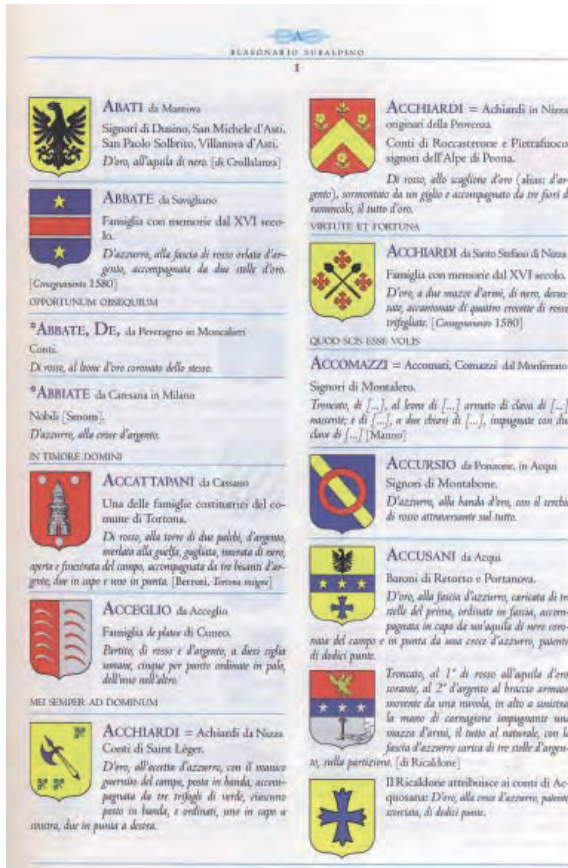 A
BLASONARIO SUBALPINO
1
ABATI da Mantova
Signori di Dusino, San Michele d'Asti,
San Paolo Solbrito, Villanova d'Asti.
D'oro, all'aquila di nero. [di Crollalanza]
ABBATE da Savigliano
Famiglia con memorie dal XVI seco-
lo.
D'azzurro, alla fascia di rosso orlata d'ar-
gento, accompagnata da due stelle d'oro.
[Consegnamento 1580]
OPPORTUNUM OBSEQUIUM
*ABBATE, DE, da Peveragno in Moncalieri
Conti.
Di rosso, al leone d'oro coronato dello stesso.
*ABBIATE da Caresana in Milano
Nobili [Simom].
D'azzurro, alla croce d'argento.
IN TIMORE DOMINI
ACCATTAPANI da Cassano
Una delle famiglie costitutrici del co-
mune di Tortona.
Di rosso, alla torre di due palchi, d'argento,
merlata alla guelfa, gugliata, murata di nero,
aperta e finestrata del campo, accompagnata da tre bisanti d'ar-
gento, due in capo e uno in punta. [Berruti, Tortona insigne]
ACCEGLIO da Acceglio
Famiglia de platea di Cuneo.
Partito, di rosso e d'argento, a dieci ciglia
umane, cinque per punto ordinate in palo,
dell'uno nell'altro.
MEI SEMPER AD DOMINUM
ACCHIARDI = Achiardi da Nizza
Conti di Saint Léger.
D'oro, all'accetta d'azzurro, con il manico
guernito del campo, posta in banda, accom-
pagnata da tre trifogli di verde, ciascuno
posto in banda, e ordinati, uno in capo a
sinistra, due in punta a destra.
ACCHIARDI = Achiardi in Nizza
originari della Provenza
Conti di Roccasterone e Pietrafuoco
signori dell'Alpe di Peona.
Di rosso, allo scaglione d'oro (alias: d'ar-
gento), sormontato da un giglio e accompagnato da tre fiori di
ramuncolo, il tutto d'oro.
VIRTUTE ET FORTUNA
ACCHIARDI da Santo Stefano di Nizza
Famiglia con memorie dal XVI secolo.
D'oro, a due mazze d'armi, di nero, decus-
sate, accantonate di quattro crocette di rosso
trifogliate. [Consegnamento 1580]
QUOD SCIS ESSE VOLIS
ACCOMAZZI = Accomati, Comazzi dal Monferrato
Signori di Montalero.
Troncato, di [...], al leone di [...] armato di clava di [...]
nascente; e di [...], a due chiavi di [...], impugnate con due
clave di [...] [Manno]
ACCURSIO da Ponzone, in Acqui
Signori di Montabone.
D'azzurro, alla banda d'oro, con il cerchio
di rosso attraversante sul tutto.
ACCUSANI da Acqui
Baroni di Retorto e Portanova.
D'oro, alla fascia d'azzurro, caricata di tre
stelle del primo, ordinate in fascia, accom-
pagnata in capo da un'aquila di nero coro-
nata del campo e in punta da una croce d'azzurro, patente
di dodici punte.
Troncato, al 1° di rosso all'aquila d'oro
sorante, al 2° d'argento al braccio armato
movente da una nuvola, in alto a sinistra
la mano di carnagione impugnante una
mazza d'armi, il tutto al naturale, con la
fascia d'azzurro carica di tre stelle d'argen-
to, sulla partizione. [di Ricaldone]
Il Ricaldone attribuisce ai conti di Ac-
quosana: D'oro, alla croce d'azzurro, patente
scorciata, di dodici punte.